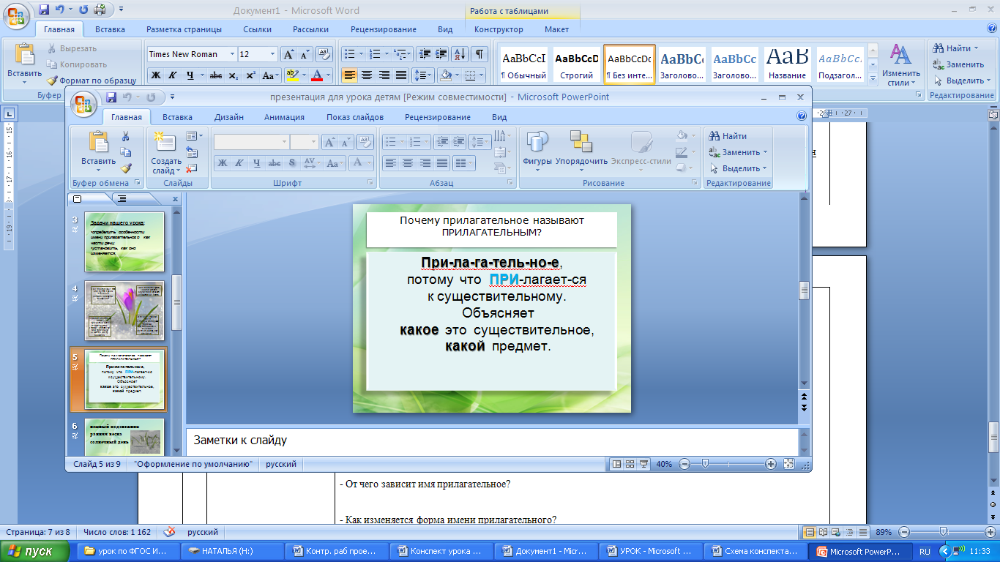 Документ1 - Microsoft Word
Работа с таблицами
Главная Вставка Разметка страницы Ссылки Рассылки Рецензирование Вид Конструктор Макет
Вставить
Вырезать
Копировать
Формат по образцу
Буфер
Times New Roman 12
AaBbCcI AaBbCcD AaBbCcDc AaBbCc AaBbCc AaB AaBbCc.
¶ Обычный Строгий ¶ Без инте... Заголово... Заголово... Название Подзагол...
Изменить стили
Найти
Заменить
Выделить
Редактирование
презентация для урока детям [Режим совместимости] - Microsoft PowerPoint
Главная Вставка Дизайн Анимация Показ слайдов Рецензирование Вид
Вставить
Создать слайд
Фигуры Упорядочить Экспресс-стили
Найти
Заменить
Выделить
Буфер обмена Слайды Шрифт Абзац Рисование Редактирование
3
Задачи нашего урока:
•определить особенности
имени прилагательного как
части речи;
•установить, как оно
изменяется.
4
5
Почему прилагательное называют
ПРИЛАГАТЕЛЬНЫМ?
При-ла-га-тель-но-е,
потому что ПРИ-лагает-ся
к существительному.
Объясняет
какое это существительное,
какой предмет.
6
нежный подснежник
ранняя весна
солнечный день
Почему прилагательное называют
ПРИЛАГАТЕЛЬНЫМ?
При-ла-га-тель-но-е,
потому что ПРИ-лагает-ся
к существительному.
Объясняет
какое это существительное,
какой предмет.
Заметки к слайду
Слайд 5 из 9 "Оформление по умолчанию" русский 40%
- От чего зависит имя прилагательное?
- Как изменяется форма имени прилагательного?
Страница: 7 из 8 Число слов: 1 162 русский 89%
пуск урок по ФГОС И... НАТАЛЬЯ (H:) Контр. раб прое... Конспект урока ... Документ1 - Micr... УРОК - Microsoft ... Схема конспекта... Microsoft PowerP... RU 11:33